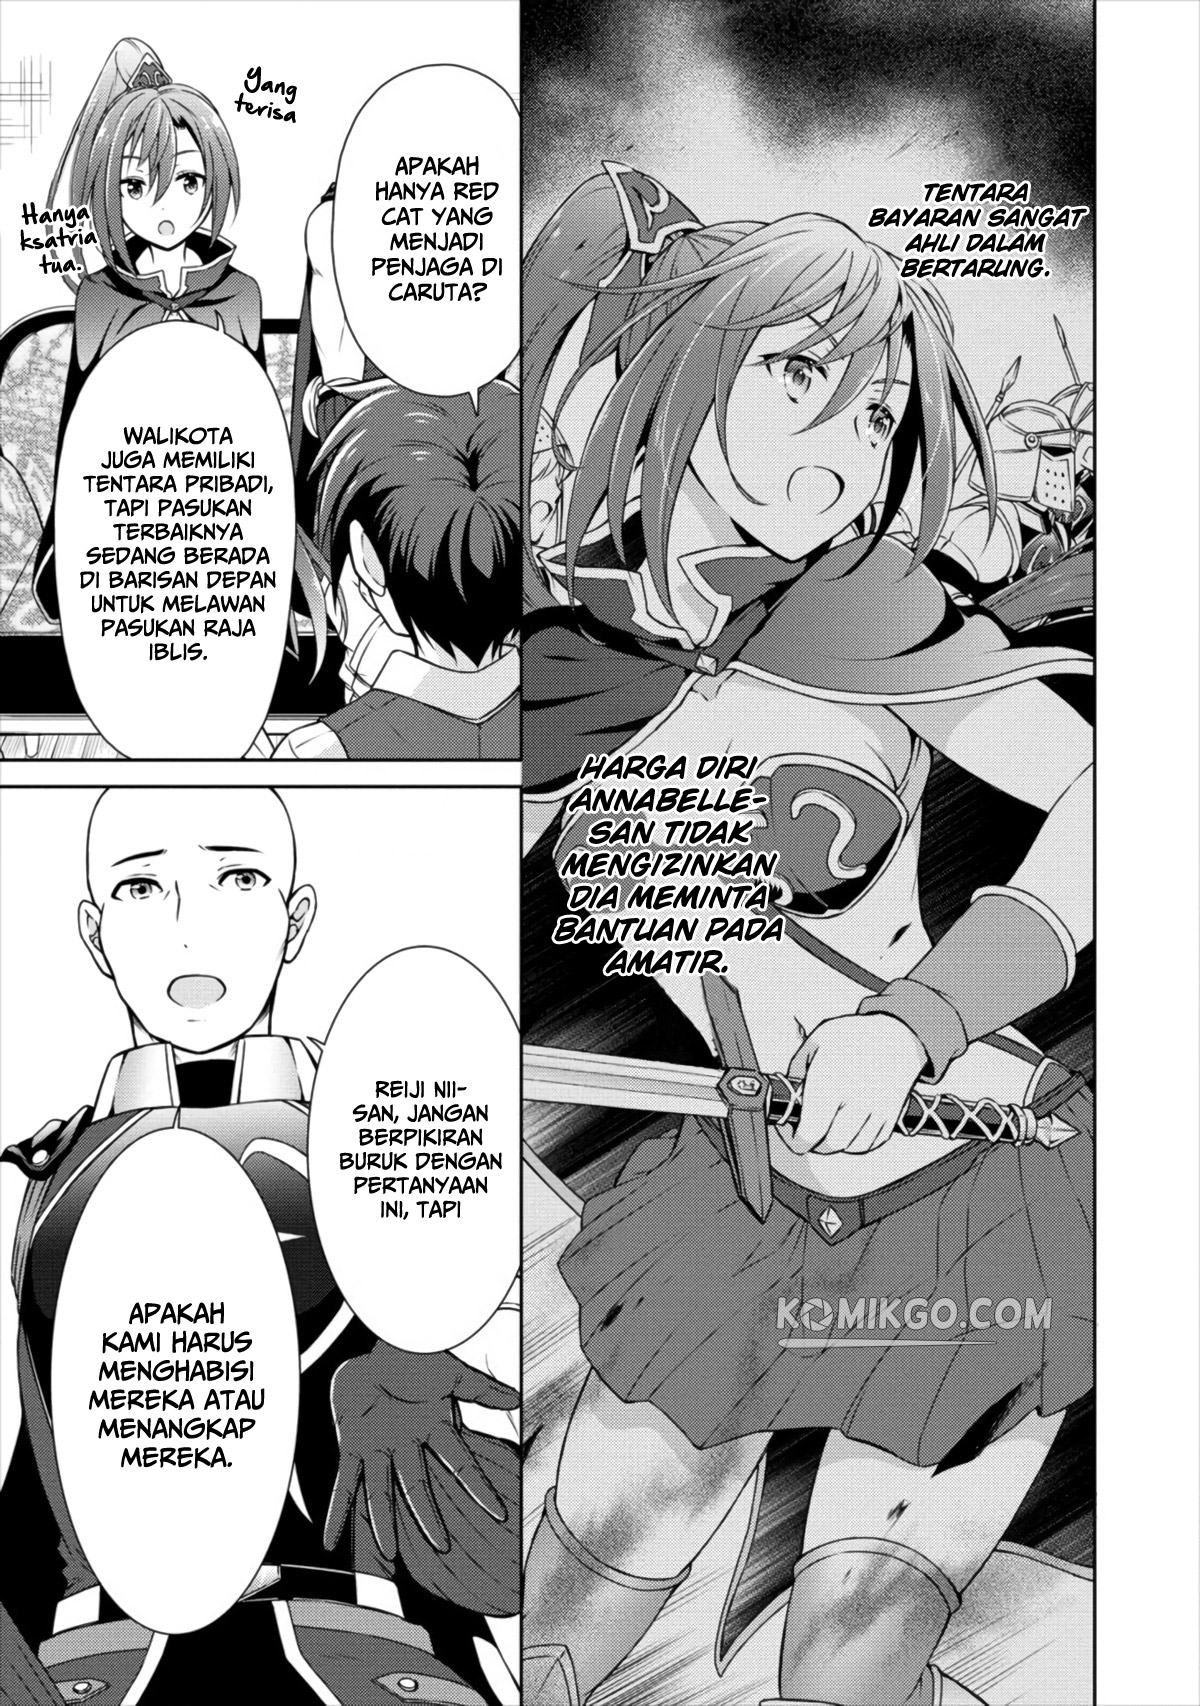 TENTARA
BAYARAN SANGAT
AHLI DALAM
BERTARUNG.
HARGA DIRI
ANNABELLE-
SAN TIDAK
MENGIZINKAN
DIA MEMINTA
BANTUAN PADA
AMATIR.
APAKAH
HANYA RED
CAT YANG
MENJADI
PENJAGA DI
CARUTA?
Yang
terisa
Hanya
ksatria
tua.
WALIKOTA
JUGA MEMILIKI
TENTARA PRIBADI,
TAPI PASUKAN
TERBAIKNYA
SEDANG BERADA
DI BARISAN DEPAN
UNTUK MELAWAN
PASUKAN RAJA
IBLIS.
REIJI NII-
SAN, JANGAN
BERPIKIRAN
BURUK DENGAN
PERTANYAAN
INI, TAPI
APAKAH
KAMI HARUS
MENGHABISI
MEREKA ATAU
MENANGKAP
MEREKA.
KOMIKGO.COM